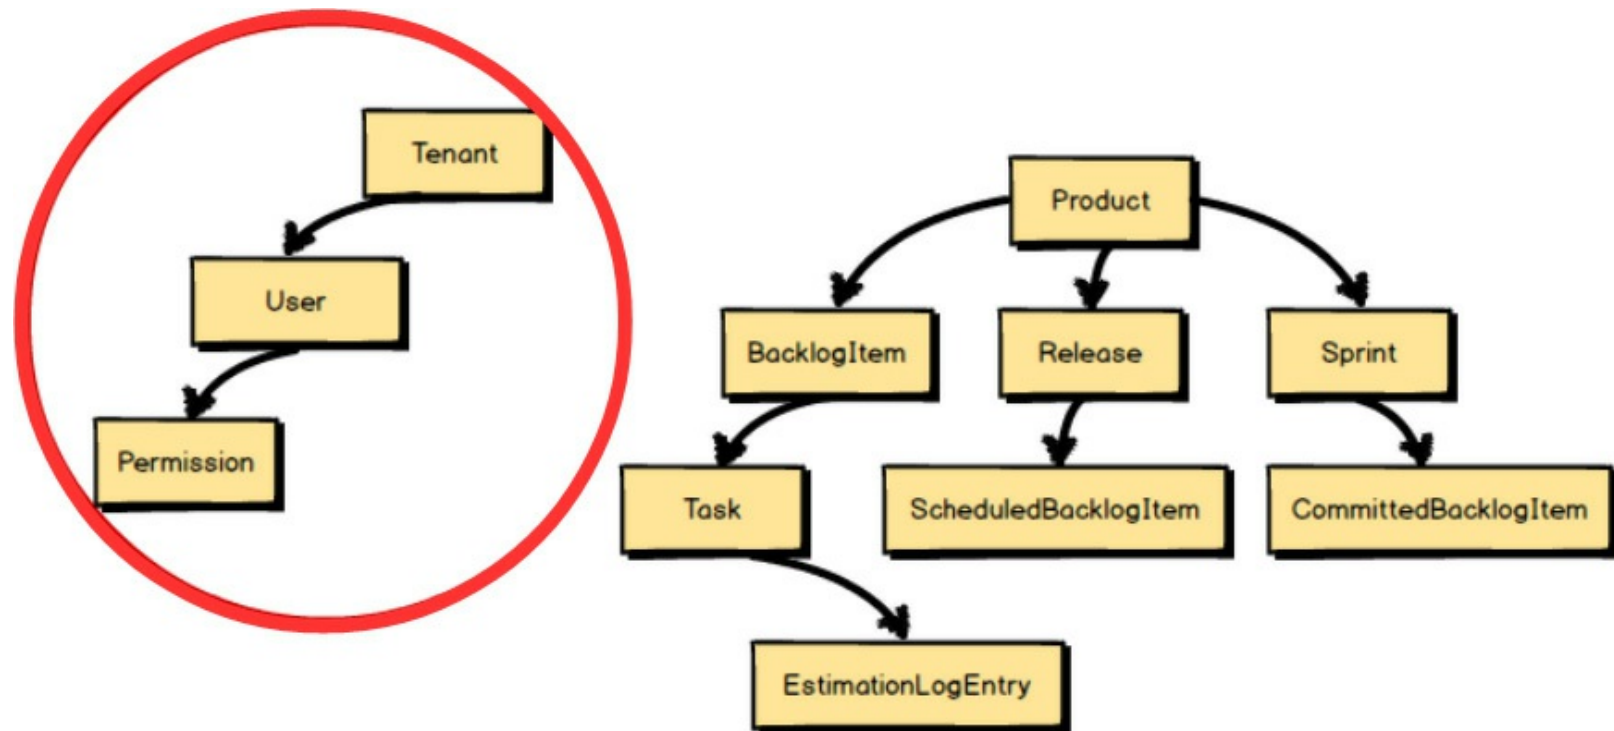 Tenant
User
Permission
Product
BacklogItem
Release
Sprint
Task
ScheduledBacklogItem
CommittedBacklogItem
EstimationLogEntry